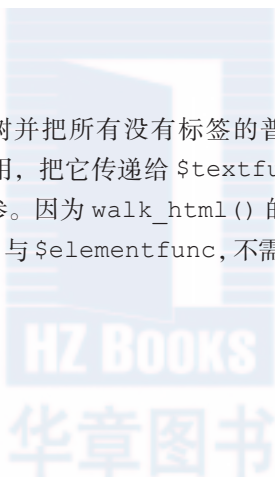 树并把所有没有标签的普
用，把它传递给 $textfu
参。因为 walk_html() 的
与 $elementfunc，不需
HZ BOOKS
华章图书